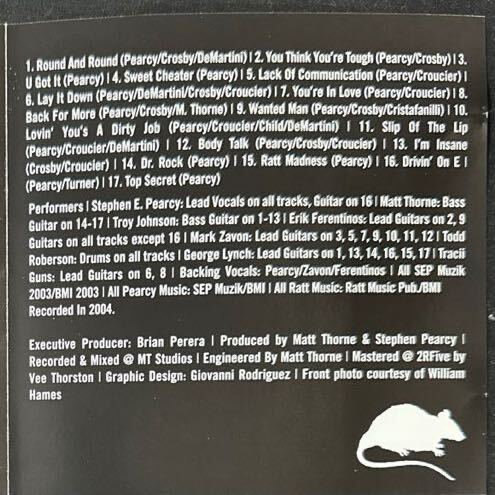 1. Round And Round (Pearcy/Crosby/DeMartini) | 2. You Think You're Tough (Pearcy/Crosby) | 3.
U Got It (Pearcy) | 4. Sweet Cheater (Pearcy) | 5. Lack Of Communication (Pearcy/Croucier) |
6. Lay It Down (Pearcy/DeMartini/Crosby/Croucier) | 7. You're In Love (Pearcy/Croucier) | 8.
Back For More (Pearcy/Crosby/M. Thorne) | 9. Wanted Man (Pearcy/Crosby/Cristafanilli) | 10.
Lovin' You's A Dirty Job (Pearcy/Croucier/Child/DeMartini) | 11. Slip Of The Lip
(Pearcy/Croucier/DeMartini) | 12. Body Talk (Pearcy/Crosby/Croucier) | 13. I'm Insane
(Crosby/Croucier) | 14. Dr. Rock (Pearcy) | 15. Ratt Madness (Pearcy) | 16. Drivin' On E |
(Pearcy/Turner) | 17. Top Secret (Pearcy)
Performers | Stephen E. Pearcy: Lead Vocals on all tracks, Guitar on 16 | Matt Thorne: Bass
Guitar on 14-17 | Troy Johnson: Bass Guitar on 1-13 | Erik Ferentinos: Lead Guitars on 2, 9
Guitars on all tracks except 16 | Mark Zavon: Lead Guitars on 3, 5, 7, 9, 10, 11, 12 | Todd
Roberson: Drums on all tracks | George Lynch: Lead Guitars on 1, 13, 14, 16, 15, 17 | Tracii
Guns: Lead Guitars on 6, 8 | Backing Vocals: Pearcy/Zavon/Ferentinos | All SEP Muzik
2003/BMI 2003 | All Pearcy Music: SEP Muzik/BMI | All Ratt Music: Ratt Music Pub./BMI
Recorded In 2004.
Executive Producer: Brian Perera | Produced by Matt Thorne & Stephen Pearcy |
Recorded & Mixed @ MT Studios | Engineered By Matt Thorne | Mastered @ 2RFive by
Vee Thorston | Graphic Design: Giovanni Rodriguez | Front photo courtesy of William
Hames